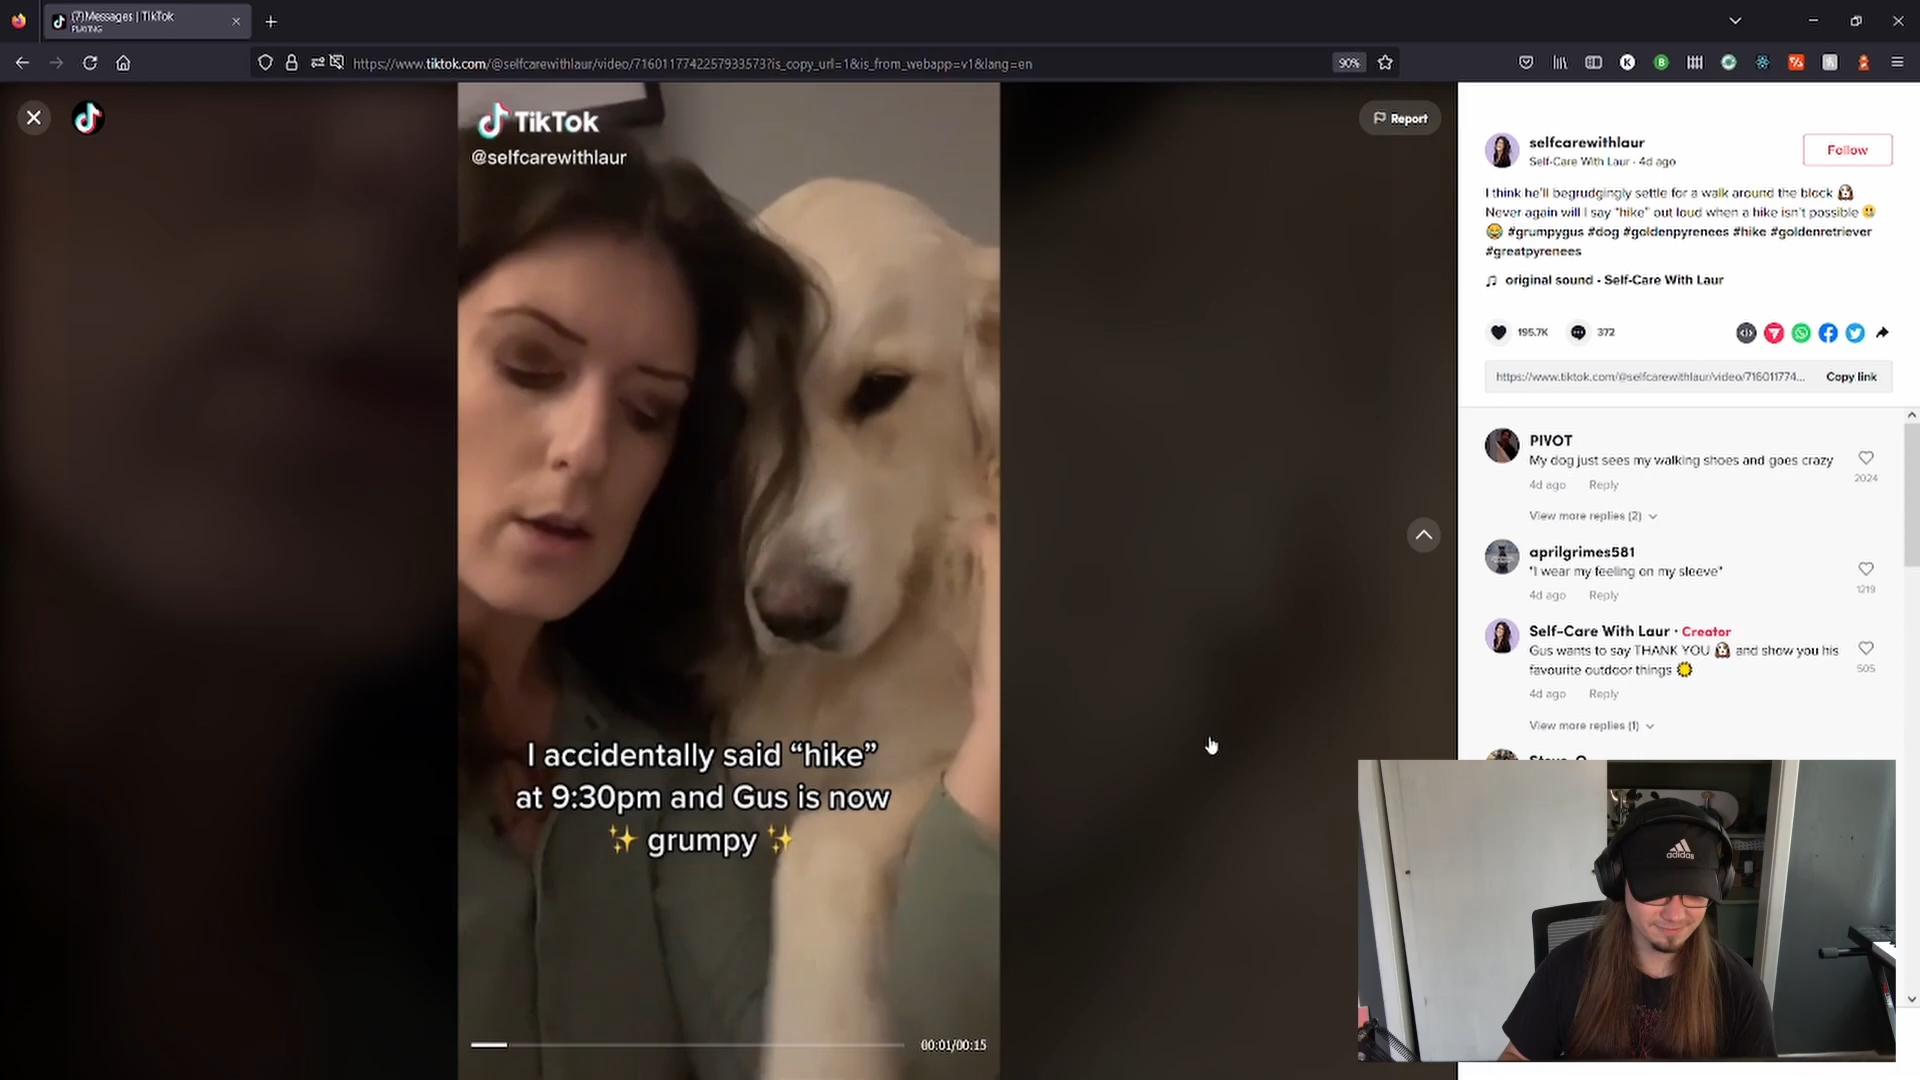 (7)Messages | TikTok
PLAYING
https://www.tiktok.com/@selfcarewithlaur/video/7160117742257933573?is_copy_url=1&is_from_webapp=v1&lang=en
90%
TikTok
@selfcarewithlaur
Report
I accidentally said “hike”
at 9:30pm and Gus is now
✨ grumpy ✨
00:01/00:15
selfcarewithlaur
Self-Care With Laur · 4d ago
Follow
I think he'll begrudgingly settle for a walk around the block 🐶
Never again will I say “hike” out loud when a hike isn't possible 😬
😂 #grumpygus #dog #goldenpyrenees #hike #goldenretriever
#greatpyrenees
original sound - Self-Care With Laur
195.7K
372
https://www.tiktok.com/@selfcarewithlaur/video/716011774...
Copy link
PIVOT
My dog just sees my walking shoes and goes crazy
2024
4d ago Reply
View more replies (2)
aprilgrimes581
"I wear my feeling on my sleeve"
1219
4d ago Reply
Self-Care With Laur · Creator
Gus wants to say THANK YOU 🐶 and show you his
favourite outdoor things 🌞
505
4d ago Reply
View more replies (1)
adidas